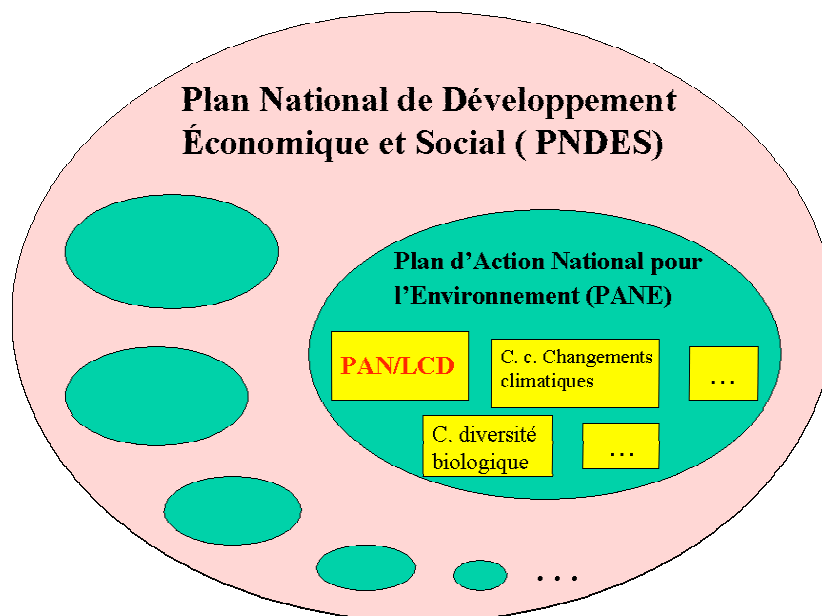 Plan National de Développement
Économique et Social ( PNDES)
Plan d’Action National pour
l’Environnement (PANE)
PAN/LCD
C. c. Changements
climatiques
...
C. diversité
biologique
...
...